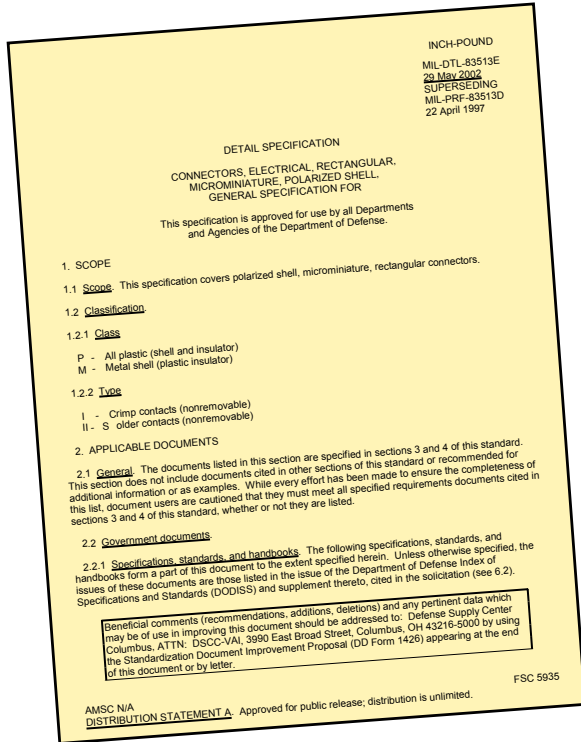 INCH-POUND
MIL-DTL-83513E
29 May 2002
SUPERSEDING
MIL-PRF-83513D
22 April 1997
DETAIL SPECIFICATION
CONNECTORS, ELECTRICAL, RECTANGULAR,
MICROMINIATURE, POLARIZED SHELL,
GENERAL SPECIFICATION FOR
This specification is approved for use by all Departments
and Agencies of the Department of Defense.
1. SCOPE
1.1 Scope. This specification covers polarized shell, microminiature, rectangular connectors.
1.2 Classification.
1.2.1 Class
P - All plastic (shell and insulator)
M - Metal shell (plastic insulator)
1.2.2 Type
I - Crimp contacts (nonremovable)
II - S older contacts (nonremovable)
2. APPLICABLE DOCUMENTS
2.1 General. The documents listed in this section are specified in sections 3 and 4 of this standard.
This section does not include documents cited in other sections of this standard or recommended for
additional information or as examples. While every effort has been made to ensure the completeness of
this list, document users are cautioned that they must meet all specified requirements documents cited in
sections 3 and 4 of this standard, whether or not they are listed.
2.2 Government documents.
2.2.1 Specifications, standards, and handbooks. The following specifications, standards, and
handbooks form a part of this document to the extent specified herein. Unless otherwise specified, the
issues of these documents are those listed in the issue of the Department of Defense Index of
Specifications and Standards (DODISS) and supplement thereto, cited in the solicitation (see 6.2).
Beneficial comments (recommendations, additions, deletions) and any pertinent data which
may be of use in improving this document should be addressed to: Defense Supply Center
Columbus, ATTN: DSCC-VAI, 3990 East Broad Street, Columbus, OH 43216-5000 by using
the Standardization Document Improvement Proposal (DD Form 1426) appearing at the end
of this document or by letter.
AMSC N/A FSC 5935
DISTRIBUTION STATEMENT A. Approved for public release; distribution is unlimited.